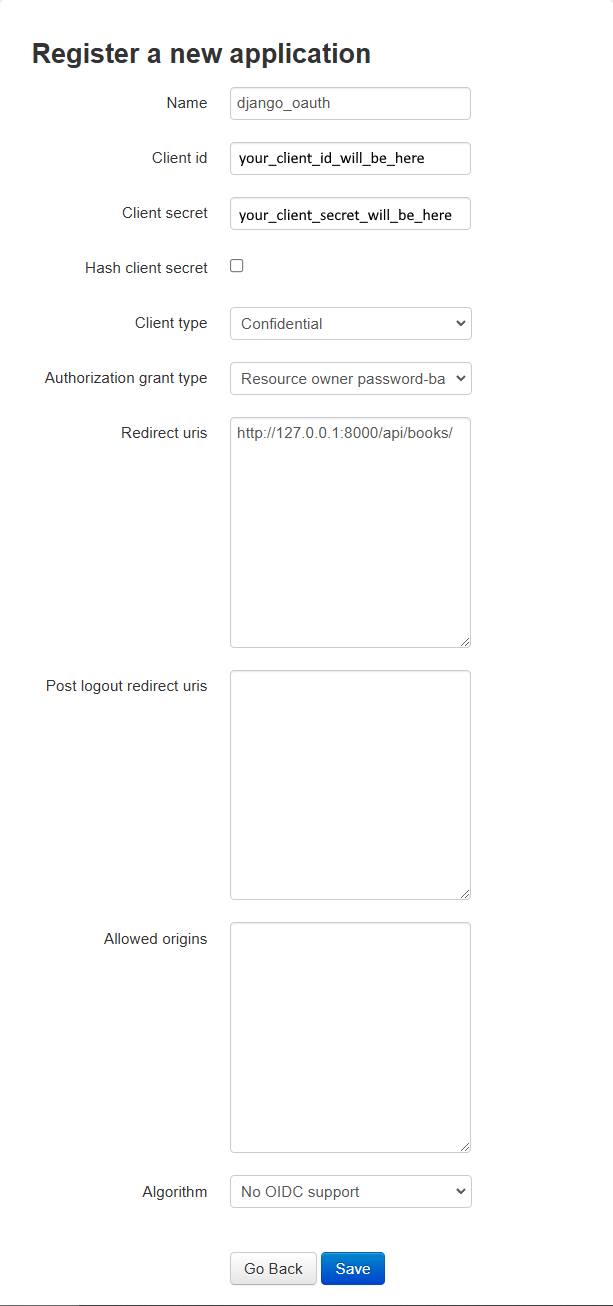 Register a new application
Name django_oauth
Client id your_client_id_will_be_here
Client secret your_client_secret_will_be_here
Hash client secret
Client type Confidential
Authorization grant type Resource owner password-ba
Redirect uris http://127.0.0.1:8000/api/books/
Post logout redirect uris
Allowed origins
Algorithm No OIDC support
Go Back Save